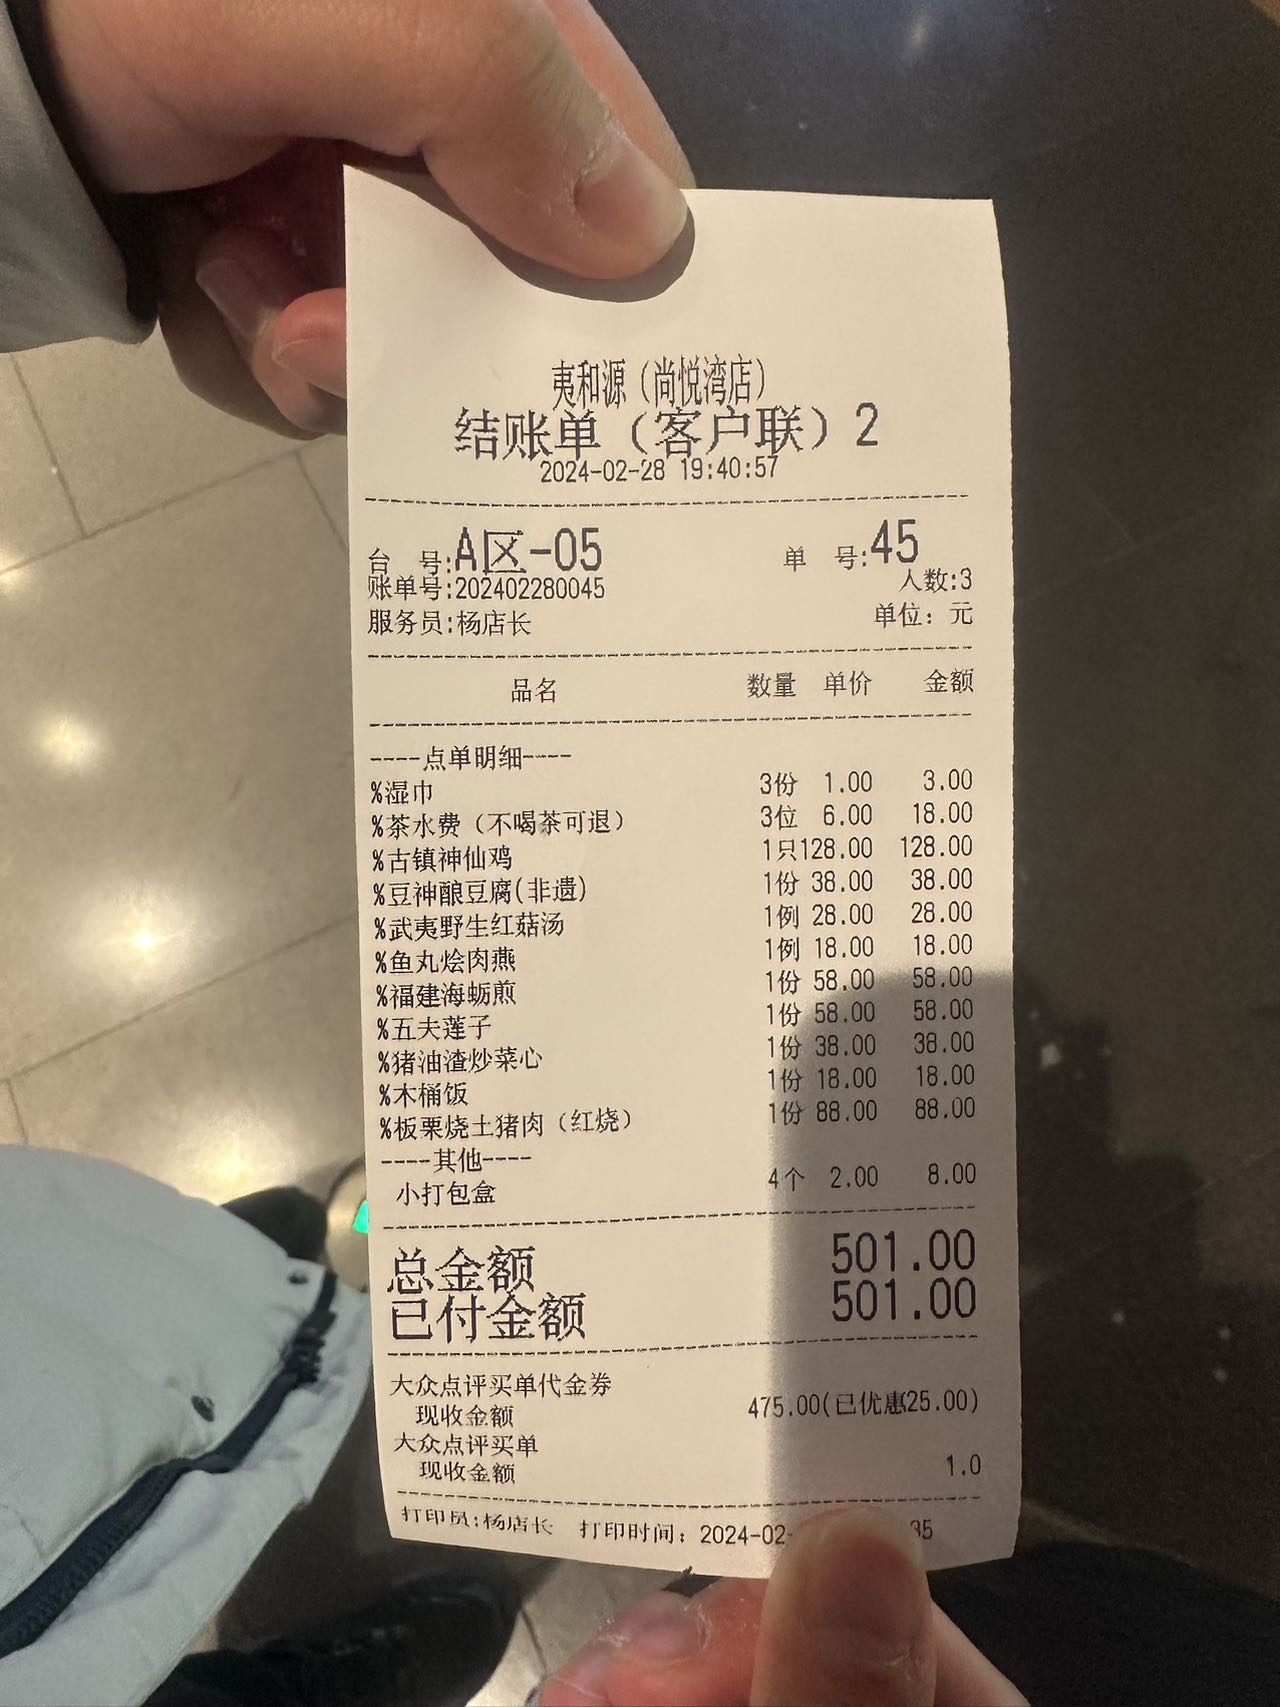 夷和源（尚悦湾店）
结账单（客户联）2
2024-02-28 19:40:57
台 号:A区-05 单 号:45
账单号:202402280045 人数:3
服务员:杨店长 单位：元
品名 数量 单价 金额
----点单明细----
%湿巾 3份 1.00 3.00
%茶水费（不喝茶可退） 3位 6.00 18.00
%古镇神仙鸡 1只128.00 128.00
%豆神酿豆腐(非遗) 1份 38.00 38.00
%武夷野生红菇汤 1例 28.00 28.00
%鱼丸烩肉燕 1例 18.00 18.00
%福建海蛎煎 1份 58.00 58.00
%五夫莲子 1份 58.00 58.00
%猪油渣炒菜心 1份 38.00 38.00
%木桶饭 1份 18.00 18.00
%板栗烧土猪肉（红烧） 1份 88.00 88.00
----其他----
小打包盒 4个 2.00 8.00
总金额 501.00
已付金额 501.00
大众点评买单代金券
现收金额 475.00(已优惠25.00)
大众点评买单
现收金额 1.0
打印员:杨店长 打印时间：2024-02- 35